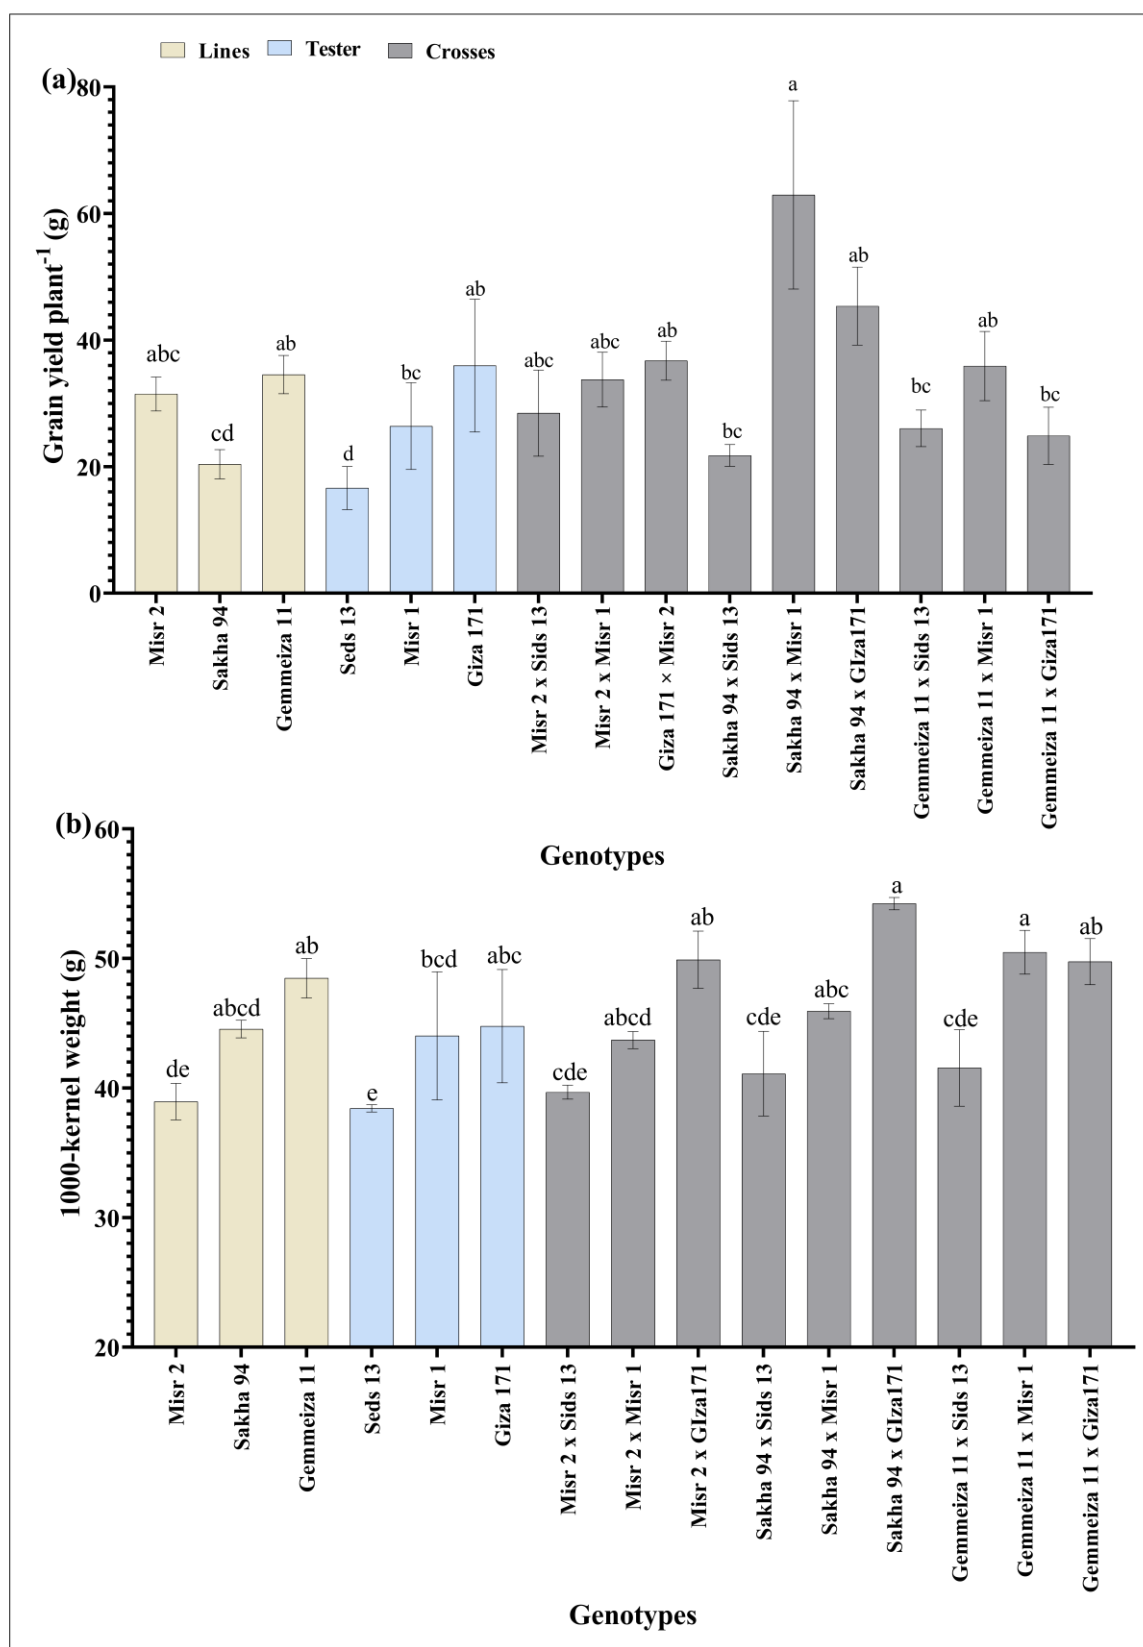 Lines Tester Crosses
(a)
Grain yield plant-1 (g)
80
60
40
20
0
abc
cd
ab
d
bc
ab
abc
abc
ab
bc
a
ab
bc
ab
bc
Misr 2
Sakha 94
Gemmeiza 11
Seds 13
Misr 1
Giza 171
Misr 2 x Sids 13
Misr 2 x Misr 1
Giza 171 × Misr 2
Sakha 94 x Sids 13
Sakha 94 x Misr 1
Sakha 94 x GIza171
Gemmeiza 11 x Sids 13
Gemmeiza 11 x Misr 1
Gemmeiza 11 x Giza171
Genotypes
(b)
1000-kernel weight (g)
60
50
40
30
20
de
abcd
ab
e
bcd
abc
cde
abcd
ab
cde
abc
a
cde
a
ab
Misr 2
Sakha 94
Gemmeiza 11
Seds 13
Misr 1
Giza 171
Misr 2 x Sids 13
Misr 2 x Misr 1
Misr 2 x GIza171
Sakha 94 x Sids 13
Sakha 94 x Misr 1
Sakha 94 x GIza171
Gemmeiza 11 x Sids 13
Gemmeiza 11 x Misr 1
Gemmeiza 11 x Giza171
Genotypes